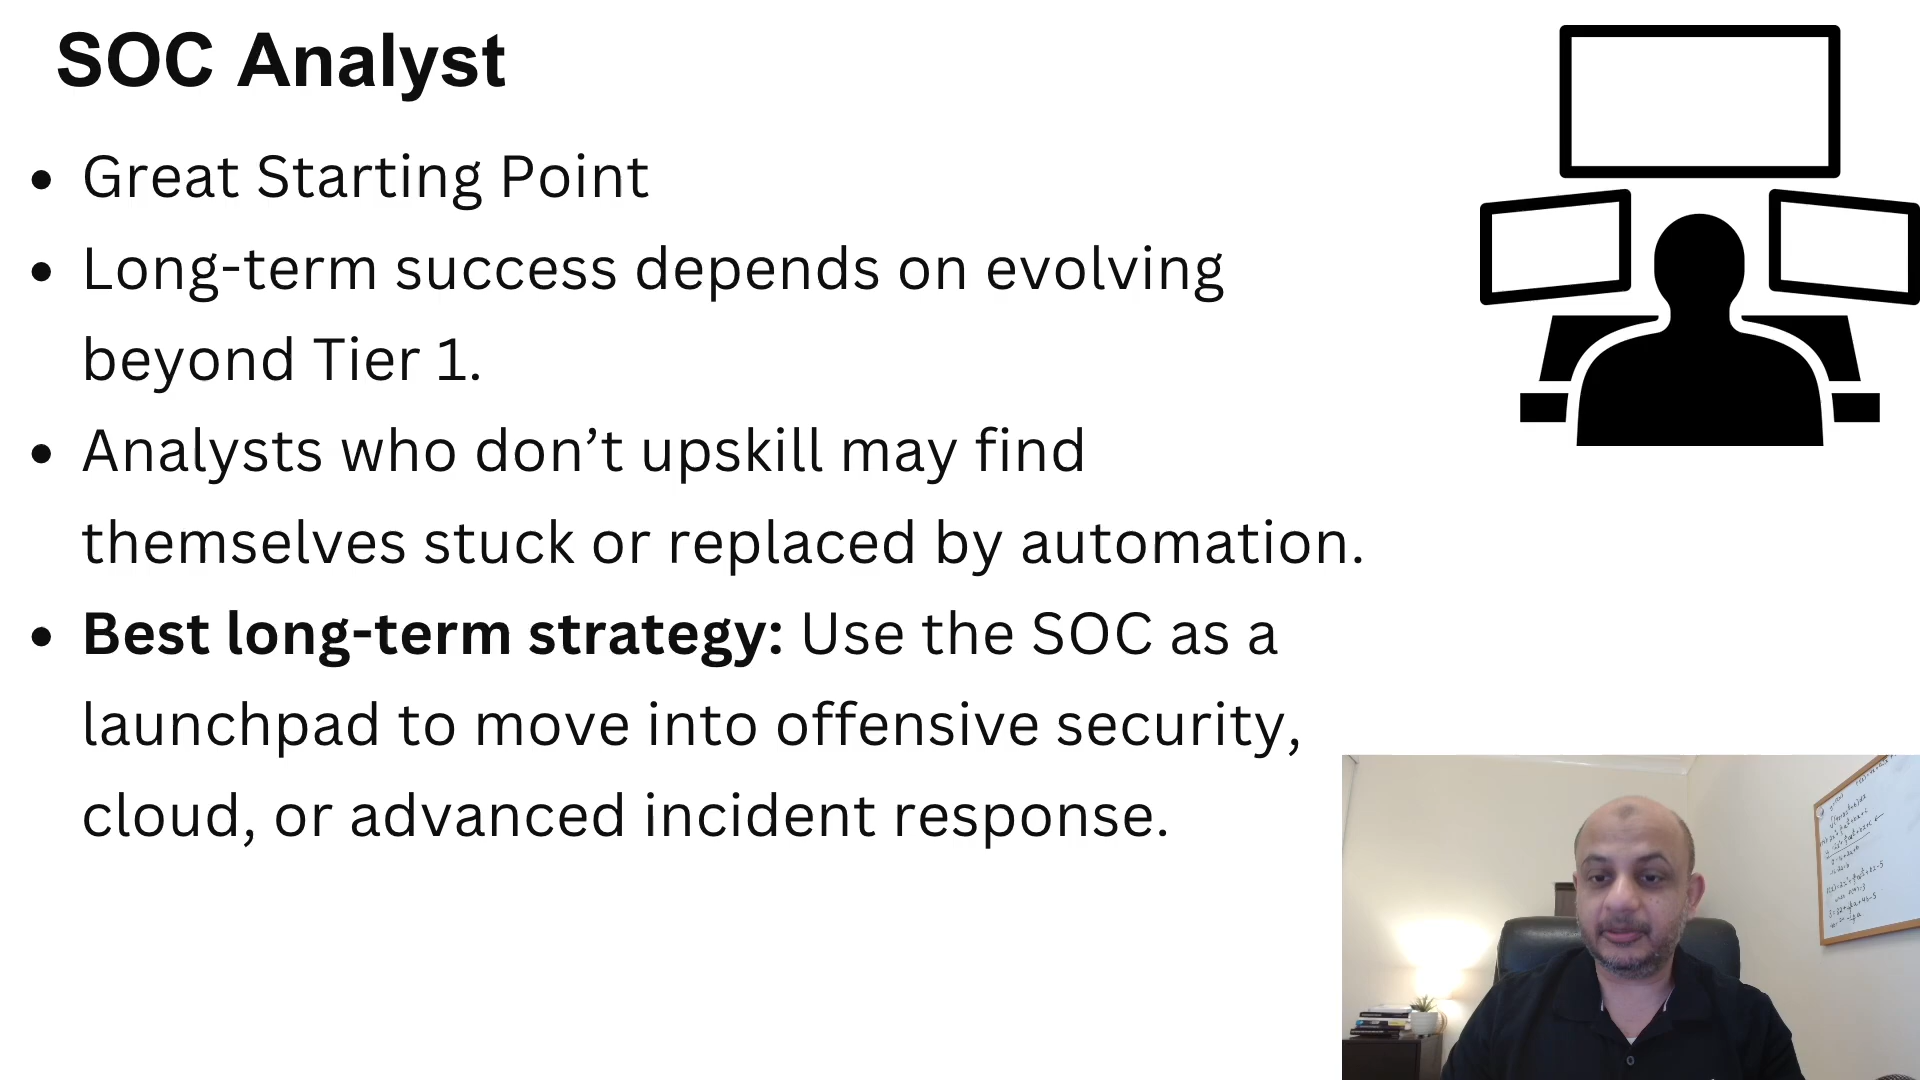 SOC Analyst
• Great Starting Point
• Long-term success depends on evolving
beyond Tier 1.
• Analysts who don’t upskill may find
themselves stuck or replaced by automation.
• Best long-term strategy: Use the SOC as a
launchpad to move into offensive security,
cloud, or advanced incident response.